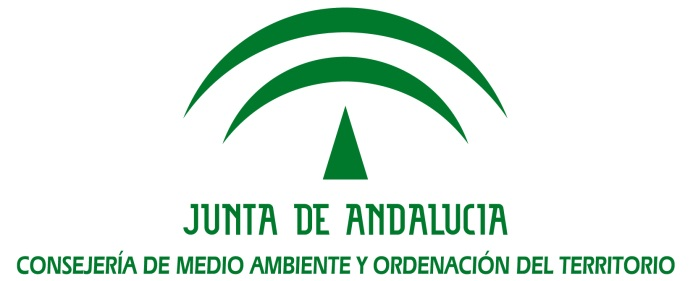 JUNTA DE ANDALUCIA
CONSEJERÍA DE MEDIO AMBIENTE Y ORDENACIÓN DEL TERRITORIO